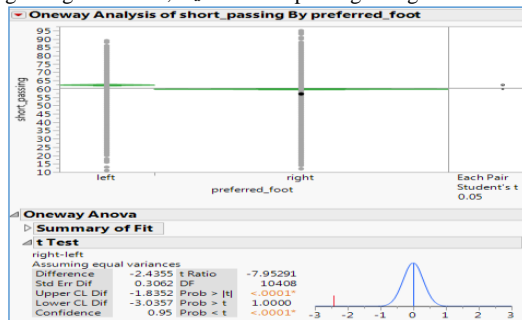 Oneway Analysis of short_passing By preferred_foot
short_passing
95
90
85
80
75
70
65
60
55
50
45
40
35
30
25
20
15
10
left right
preferred_foot
Each Pair
Student's t
0.05
Oneway Anova
Summary of Fit
t Test
right-left
Assuming equal variances
Difference -2.4355 t Ratio -7.95291
Std Err Dif 0.3062 DF 10408
Upper CL Dif -1.8352 Prob > |t| <.0001*
Lower CL Dif -3.0357 Prob > t 1.0000
Confidence 0.95 Prob < t <.0001*
-3 -2 -1 0 1 2 3